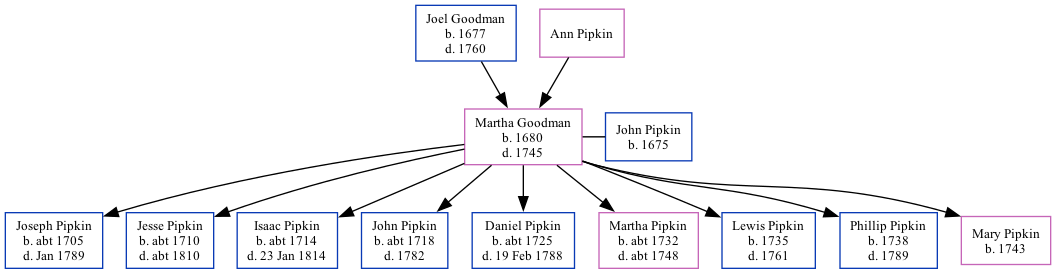 Joel Goodman
b. 1677
d. 1760
Ann Pipkin
Martha Goodman
b. 1680
d. 1745
John Pipkin
b. 1675
Joseph Pipkin
b. abt 1705
d. Jan 1789
Jesse Pipkin
b. abt 1710
d. abt 1810
Isaac Pipkin
b. abt 1714
d. 23 Jan 1814
John Pipkin
b. abt 1718
d. 1782
Daniel Pipkin
b. abt 1725
d. 19 Feb 1788
Martha Pipkin
b. abt 1732
d. abt 1748
Lewis Pipkin
b. 1735
d. 1761
Phillip Pipkin
b. 1738
d. 1789
Mary Pipkin
b. 1743